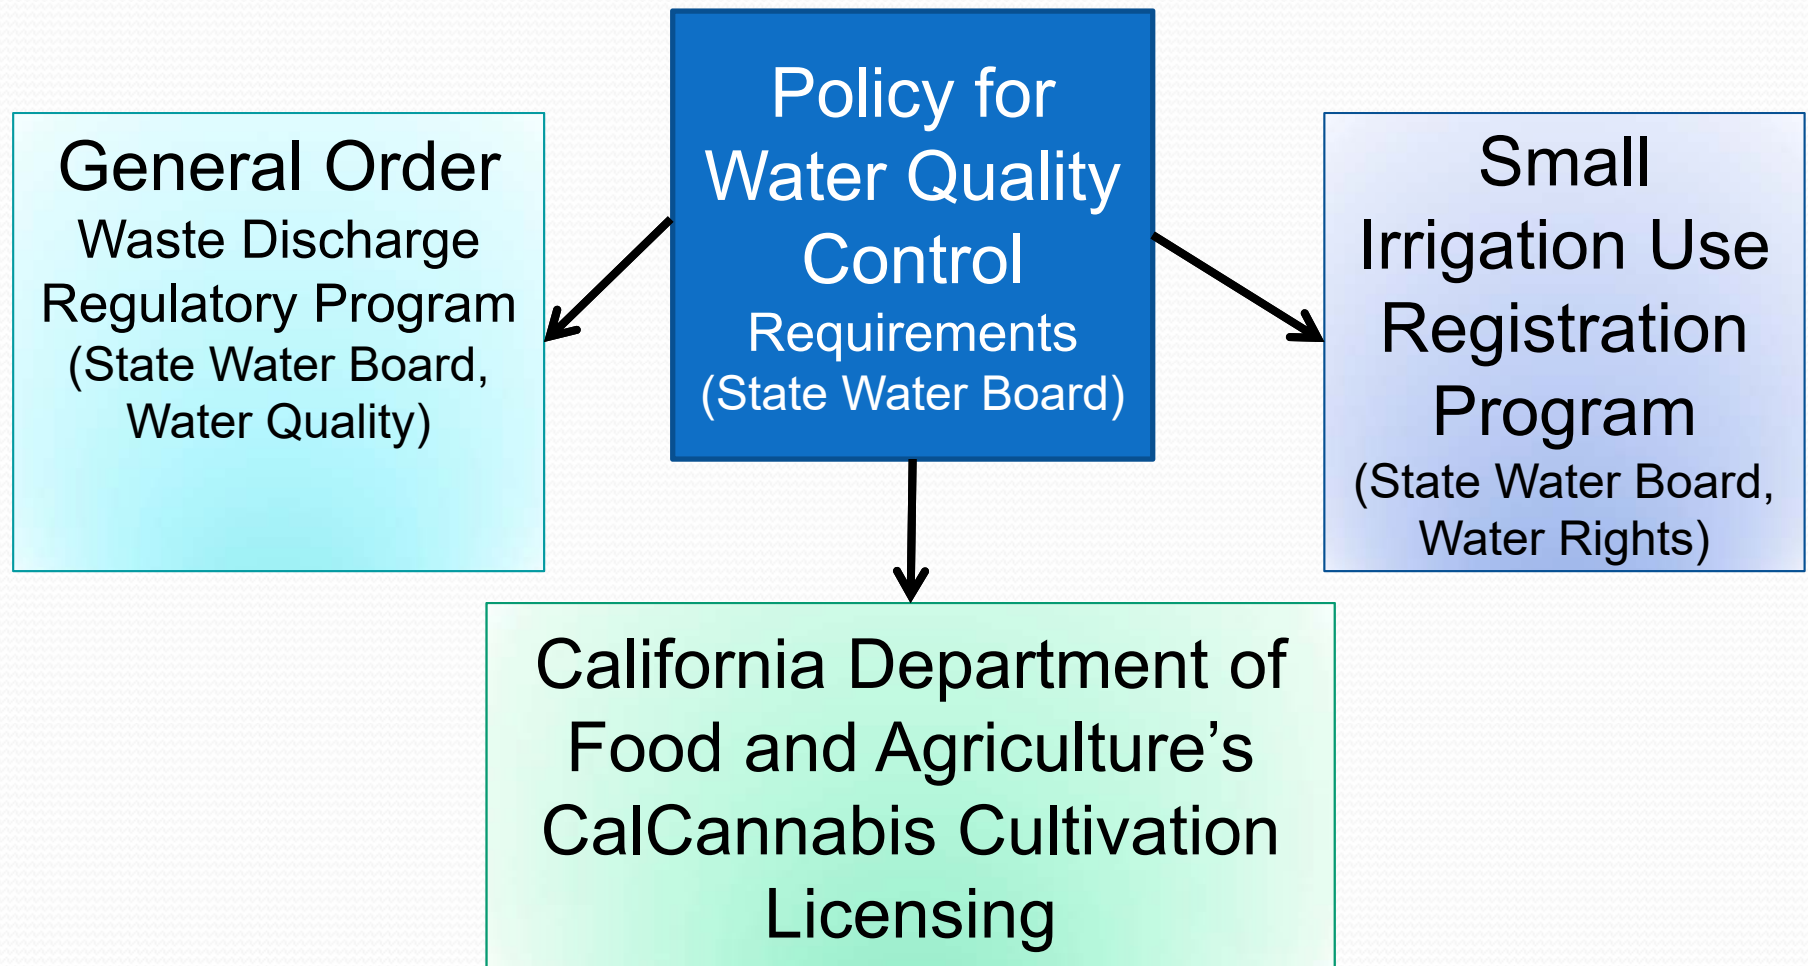 Policy for
Water Quality
Control
Requirements
(State Water Board)
General Order
Waste Discharge
Regulatory Program
(State Water Board,
Water Quality)
Small
Irrigation Use
Registration
Program
(State Water Board,
Water Rights)
California Department of
Food and Agriculture’s
CalCannabis Cultivation
Licensing